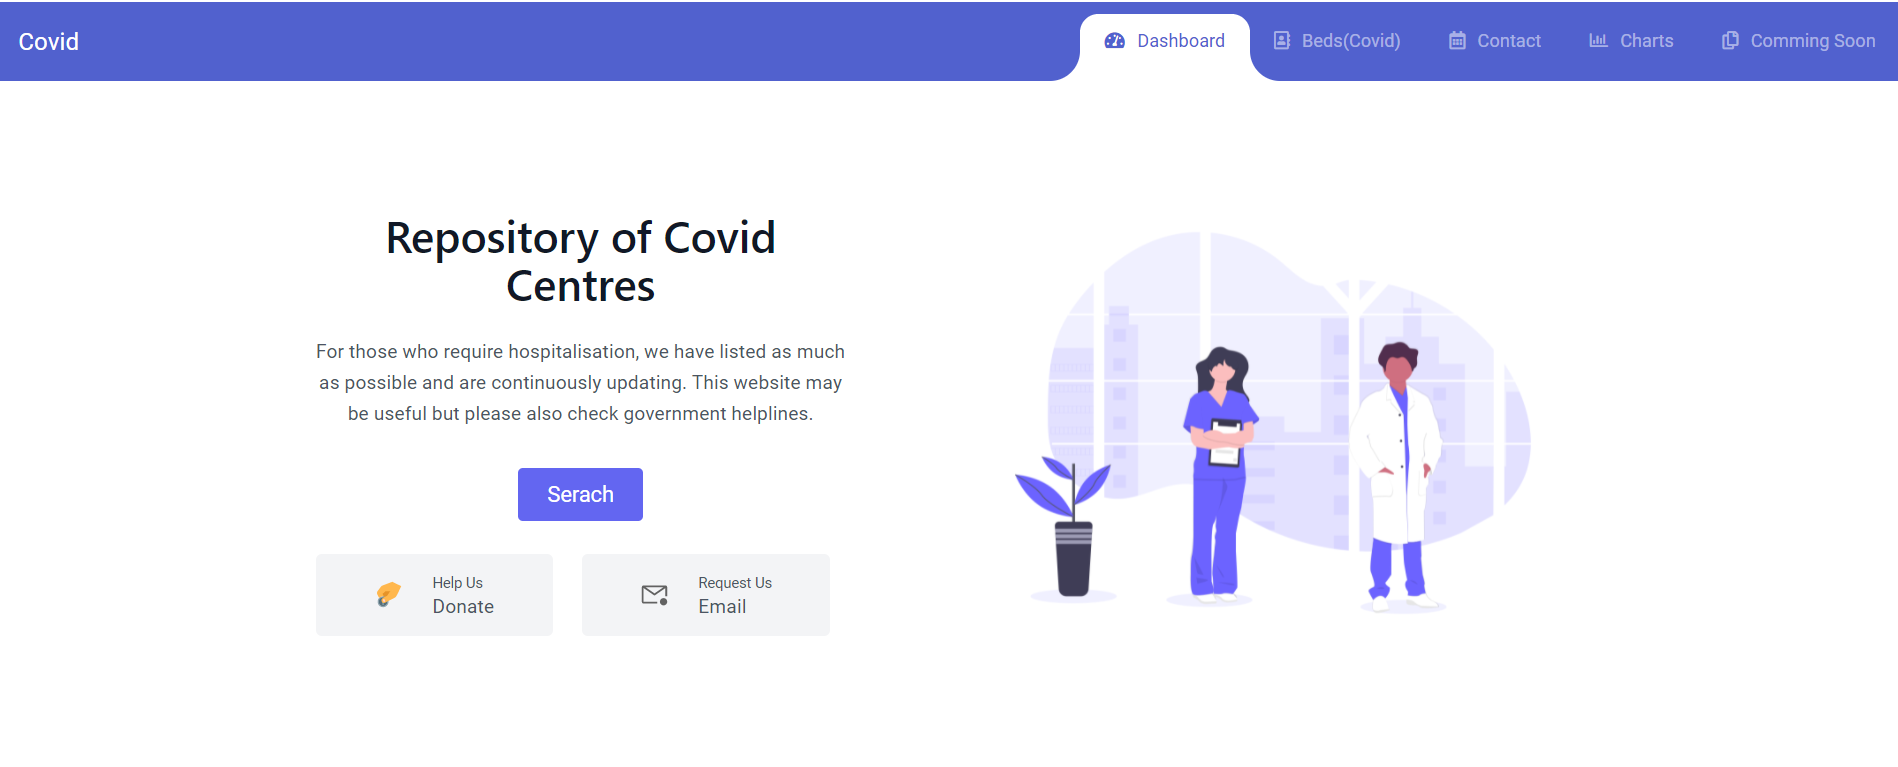 Covid
Dashboard
Beds(Covid)
Contact
Charts
Comming Soon
Repository of Covid
Centres
For those who require hospitalisation, we have listed as much
as possible and are continuously updating. This website may
be useful but please also check government helplines.
Serach
Help Us
Donate
Request Us
Email